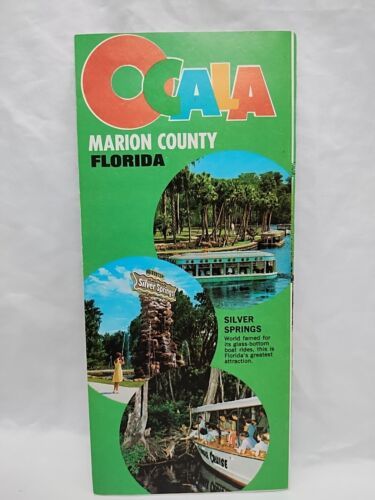 OCALA
MARION COUNTY
FLORIDA
Silver Springs
SILVER
SPRINGS
World famed for
its glass-bottom
boat rides, this is
Florida's greatest
attraction.
CRUISE